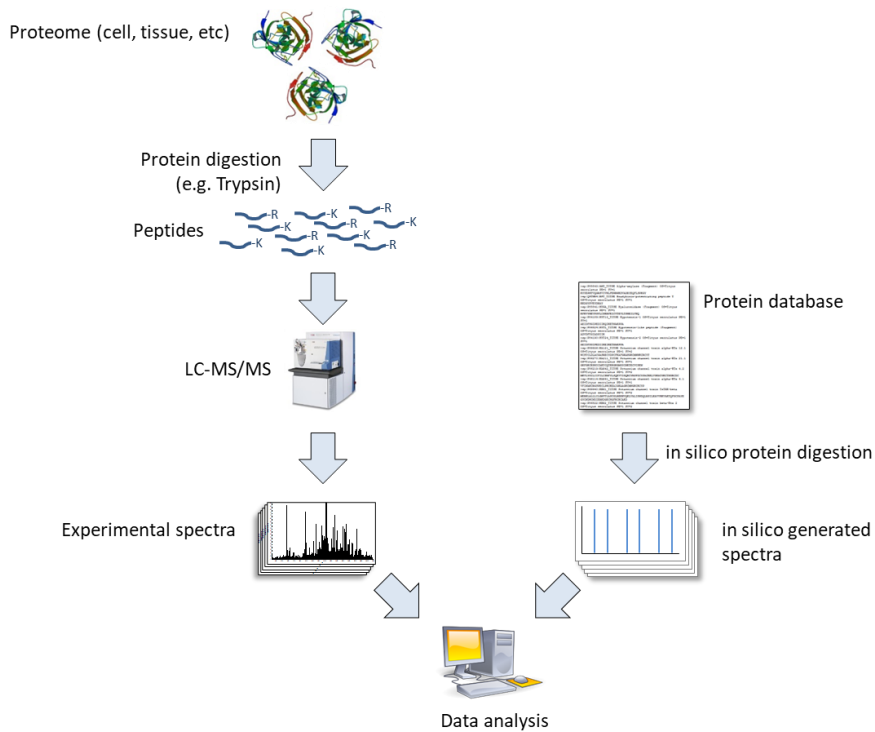 Proteome (cell, tissue, etc)
Protein digestion
(e.g. Trypsin)
Peptides
-R
-K
-R
-K
-R
-K
-R
-K
-K
-K
-R
LC-MS/MS
Protein database
in silico protein digestion
Experimental spectra
in silico generated
spectra
Data analysis